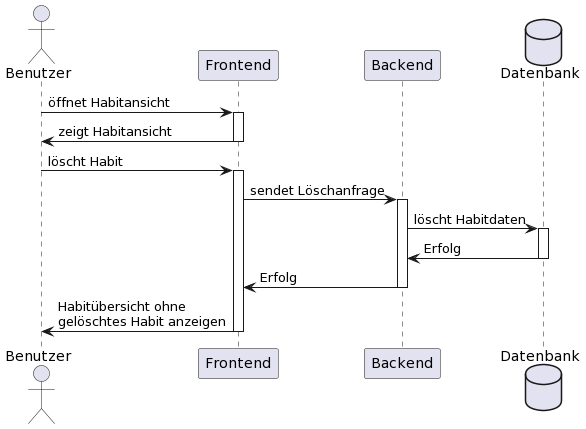 Benutzer
Frontend
Backend
Datenbank
öffnet Habitansicht
zeigt Habitansicht
löscht Habit
sendet Löschanfrage
löscht Habitdaten
Erfolg
Erfolg
Habitübersicht ohne
gelöschtes Habit anzeigen
Benutzer
Frontend
Backend
Datenbank